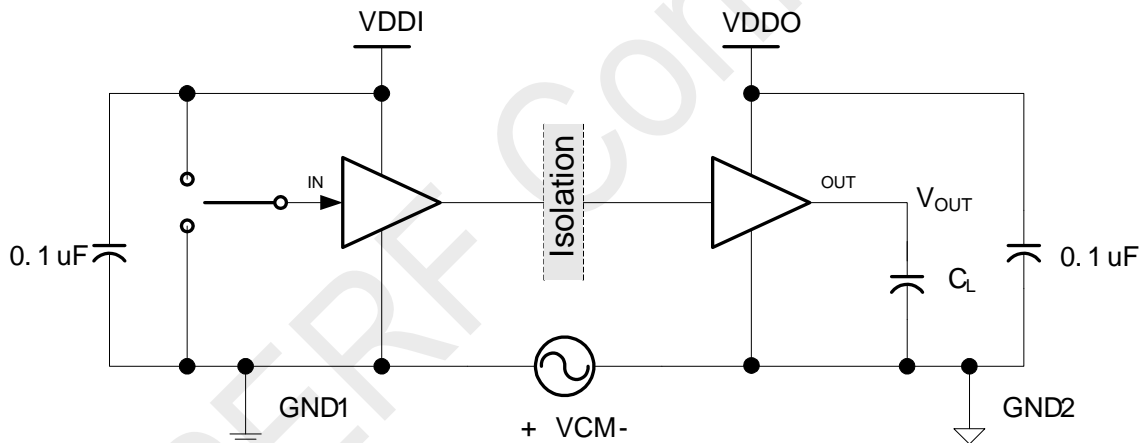 VDDI
VDDO
IN
Isolation
OUT
VOUT
0. 1 uF
CL
0. 1 uF
GND1
GND2
+ VCM-